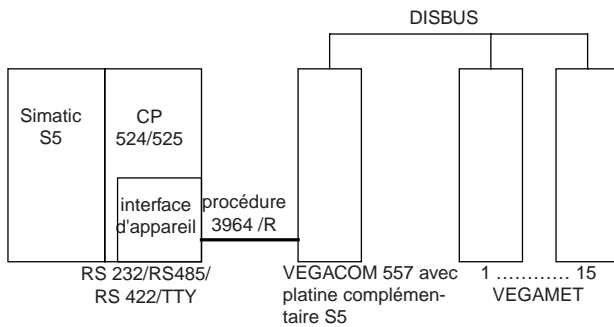 DISBUS
Simatic
S5
CP
524/525
interface
d'appareil
procédure
3964 /R
RS 232/RS485/
RS 422/TTY
VEGACOM 557 avec
platine complémen-
taire S5
1 ............ 15
VEGAMET